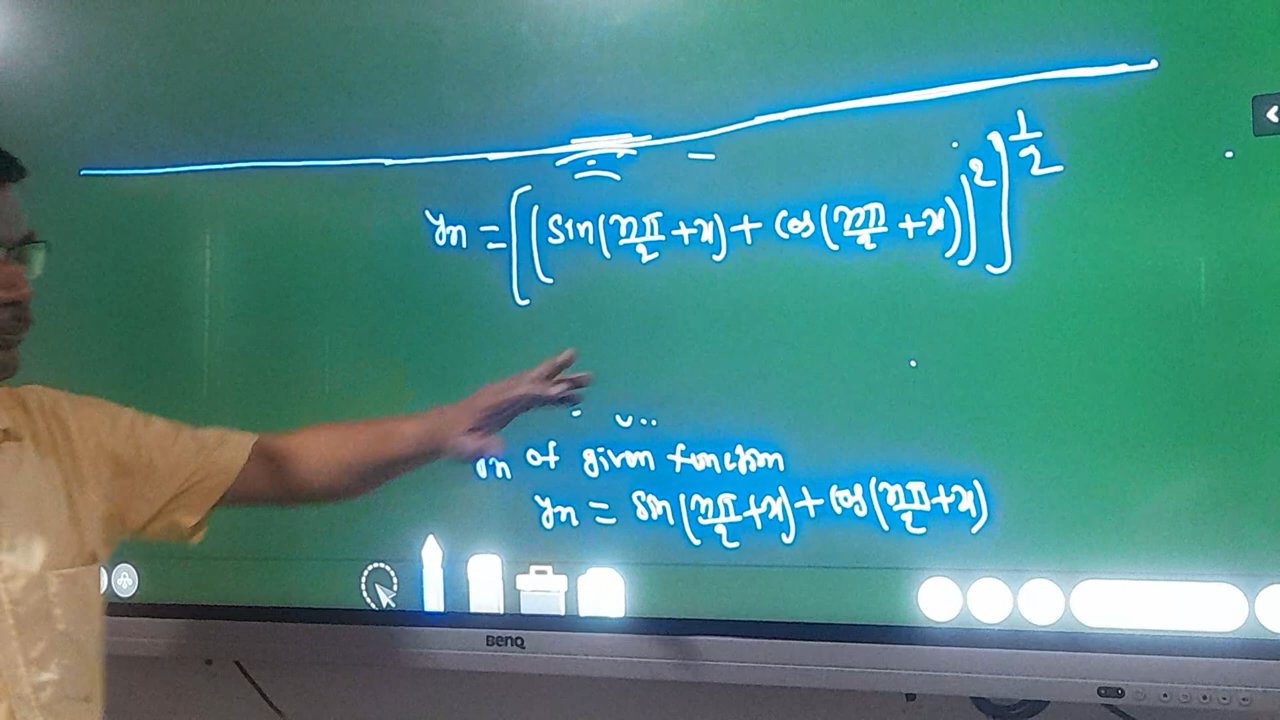 yn = [(sin(nπ/2 + x) + cos(nπ/2 + x))²]^1/2
yn of given function
yn = sin(nπ/2 + x) + cos(nπ/2 + x)
BenQ